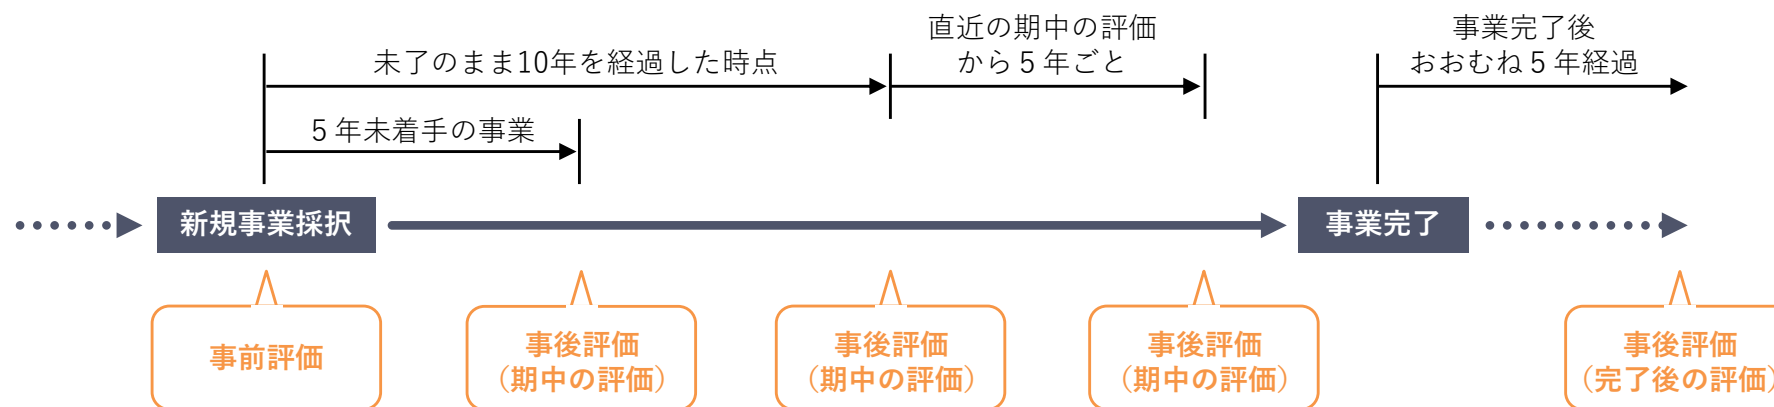 直近の期中の評価
から５年ごと
事業完了後
おおむね５年経過
未了のまま10年を経過した時点
５年未着手の事業
新規事業採択
事業完了
事前評価
事後評価
（期中の評価）
事後評価
（期中の評価）
事後評価
（期中の評価）
事後評価
（完了後の評価）